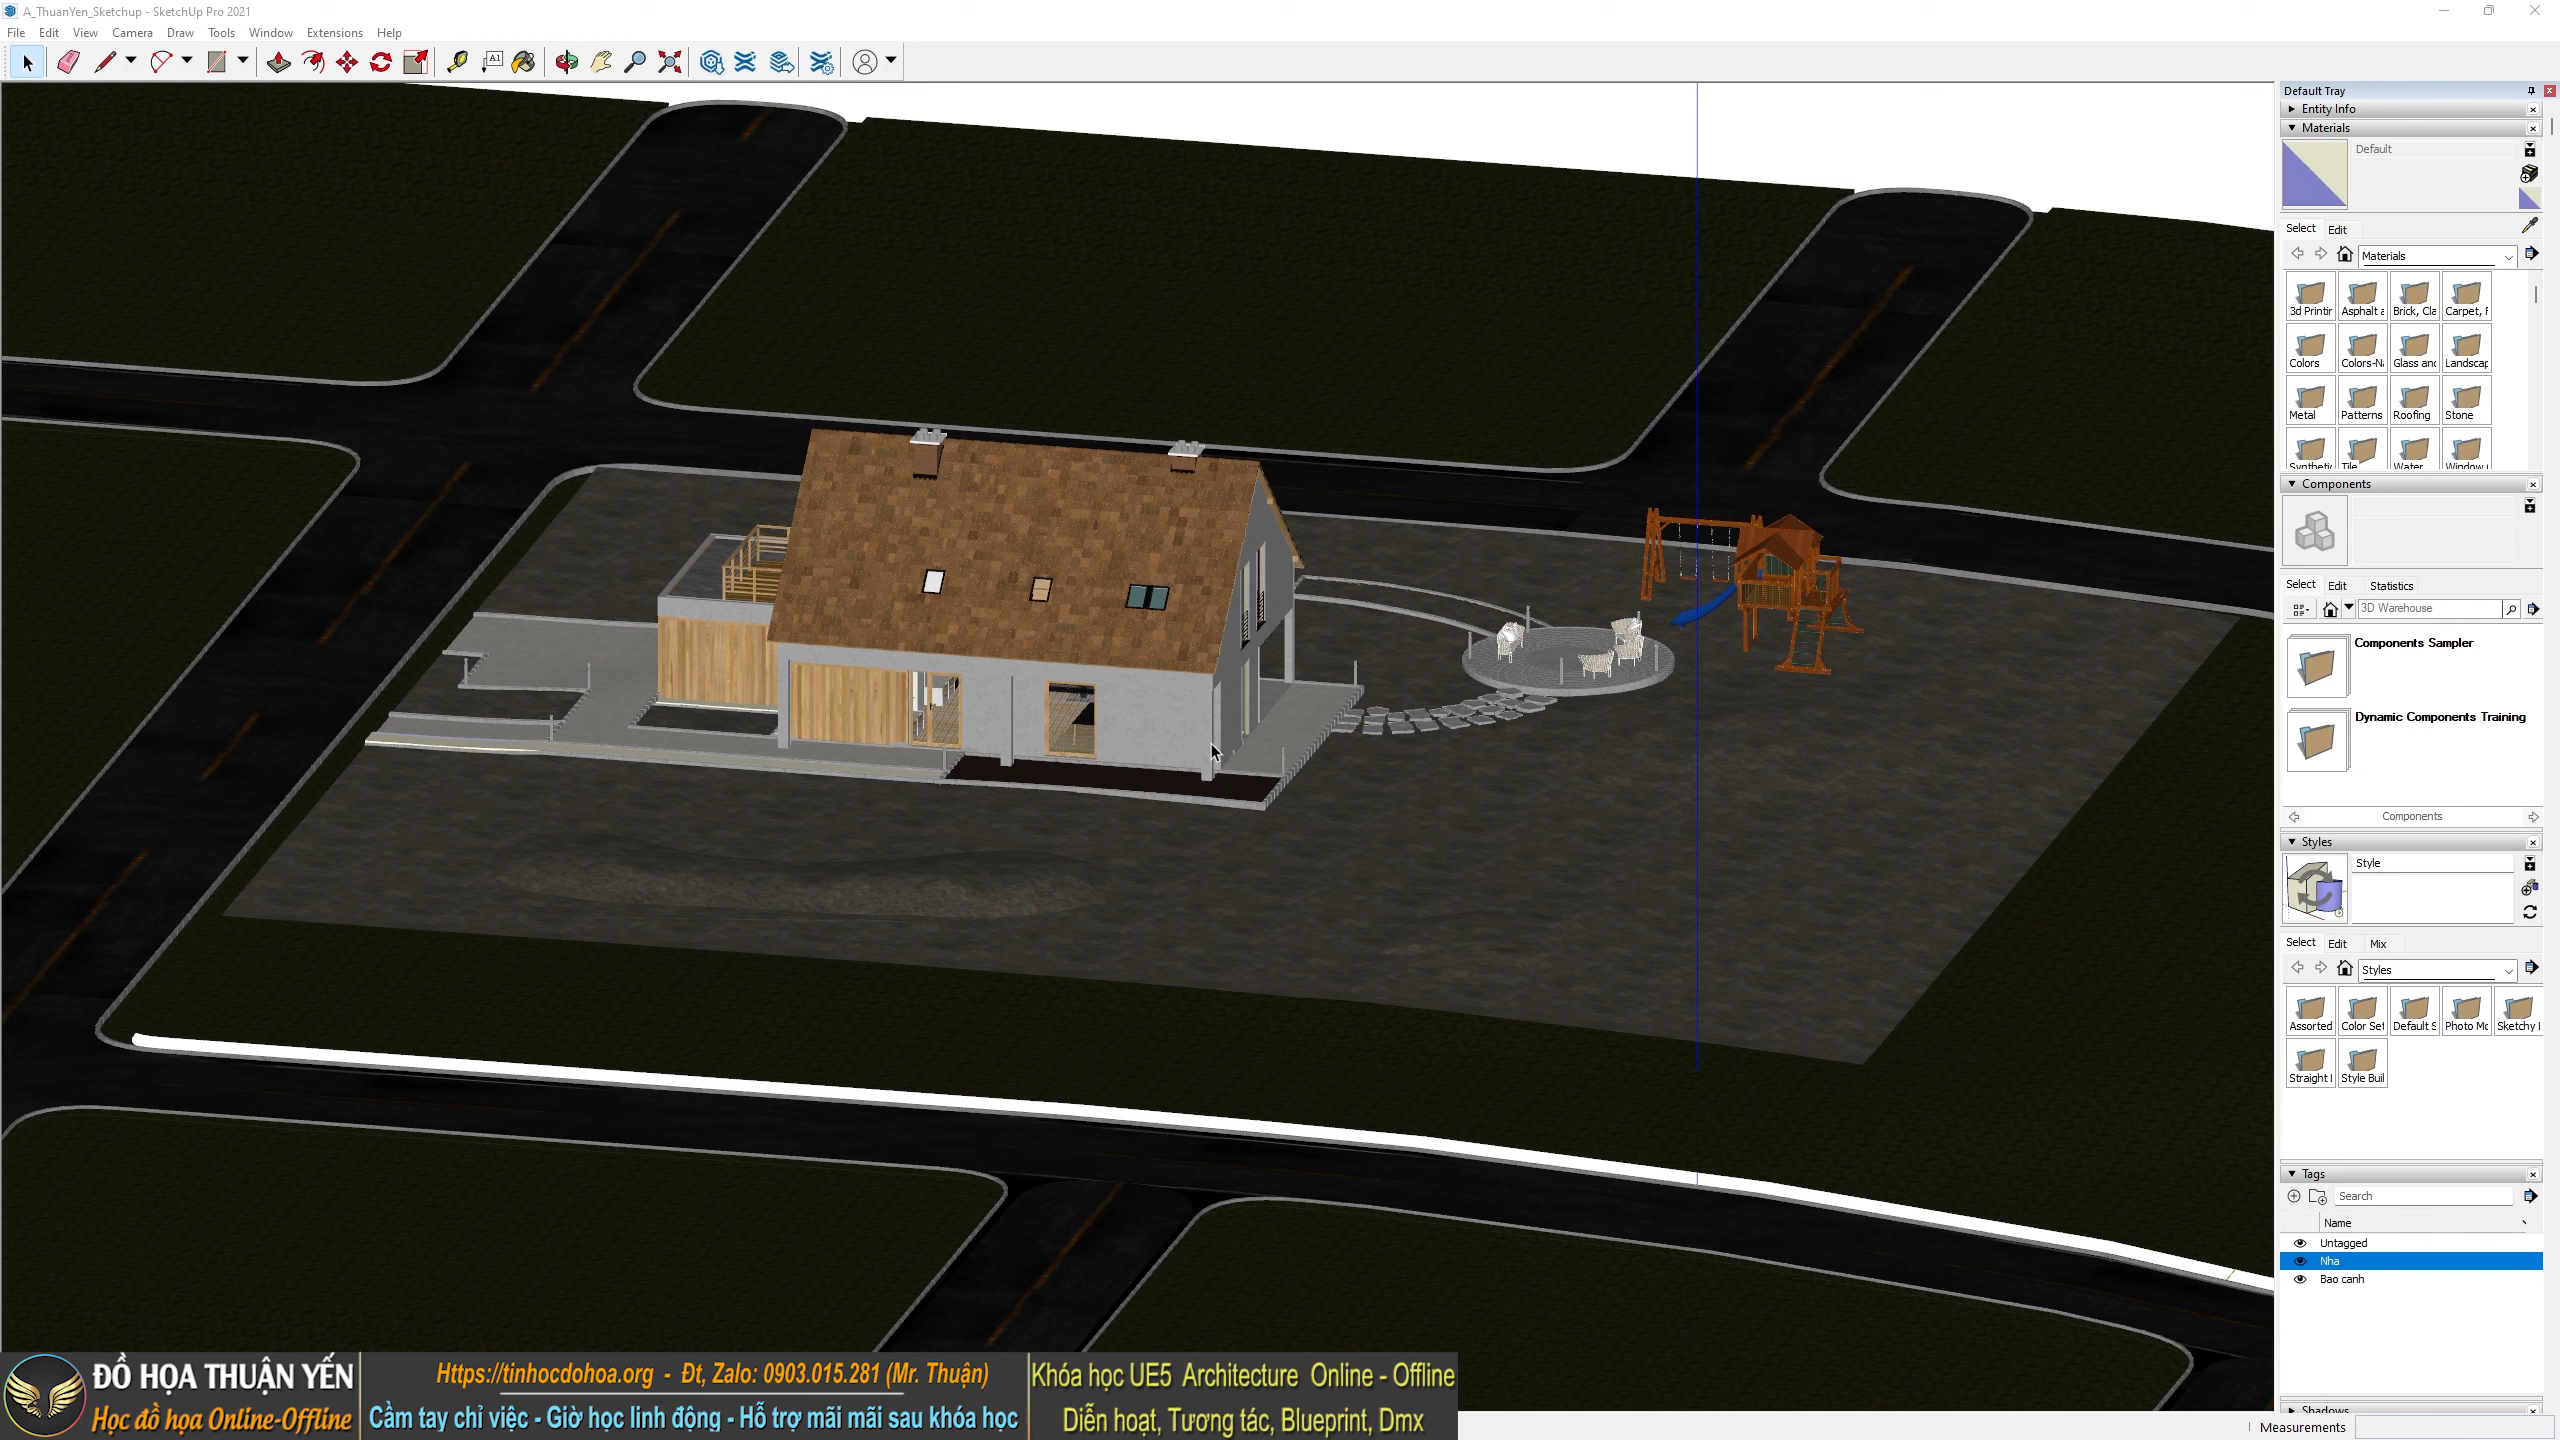 A_ThuanYen_Sketchup - SketchUp Pro 2021
File Edit View Camera Draw Tools Window Extensions Help
A1
Default Tray
Entity Info
Materials
Default
Select Edit
Materials
3d Printir Asphalt a Brick, Cla Carpet, F
Colors Colors-Na Glass and Landscap
Metal Patterns Roofing Stone
Synthetic Tile Water Window
Components
Select Edit Statistics
3D Warehouse
Components Sampler
Dynamic Components Training
Components
Styles
Style
Select Edit Mix
Styles
Assorted Color Set Default S Photo Mo Sketchy
Straight Style Buil
Tags
Search
Name
Untagged
Nha
Bao canh
Shadows
Measurements
ĐỒ HỌA THUẬN YẾN
Học đồ họa Online-Offline
Https://tinhocdohoa.org - Đt, Zalo: 0903.015.281 (Mr. Thuận)
Cầm tay chỉ việc - Giờ học linh động - Hỗ trợ mãi mãi sau khóa học
Khóa học UE5 Architecture Online - Offline
Diễn hoạt, Tương tác, Blueprint, Dmx